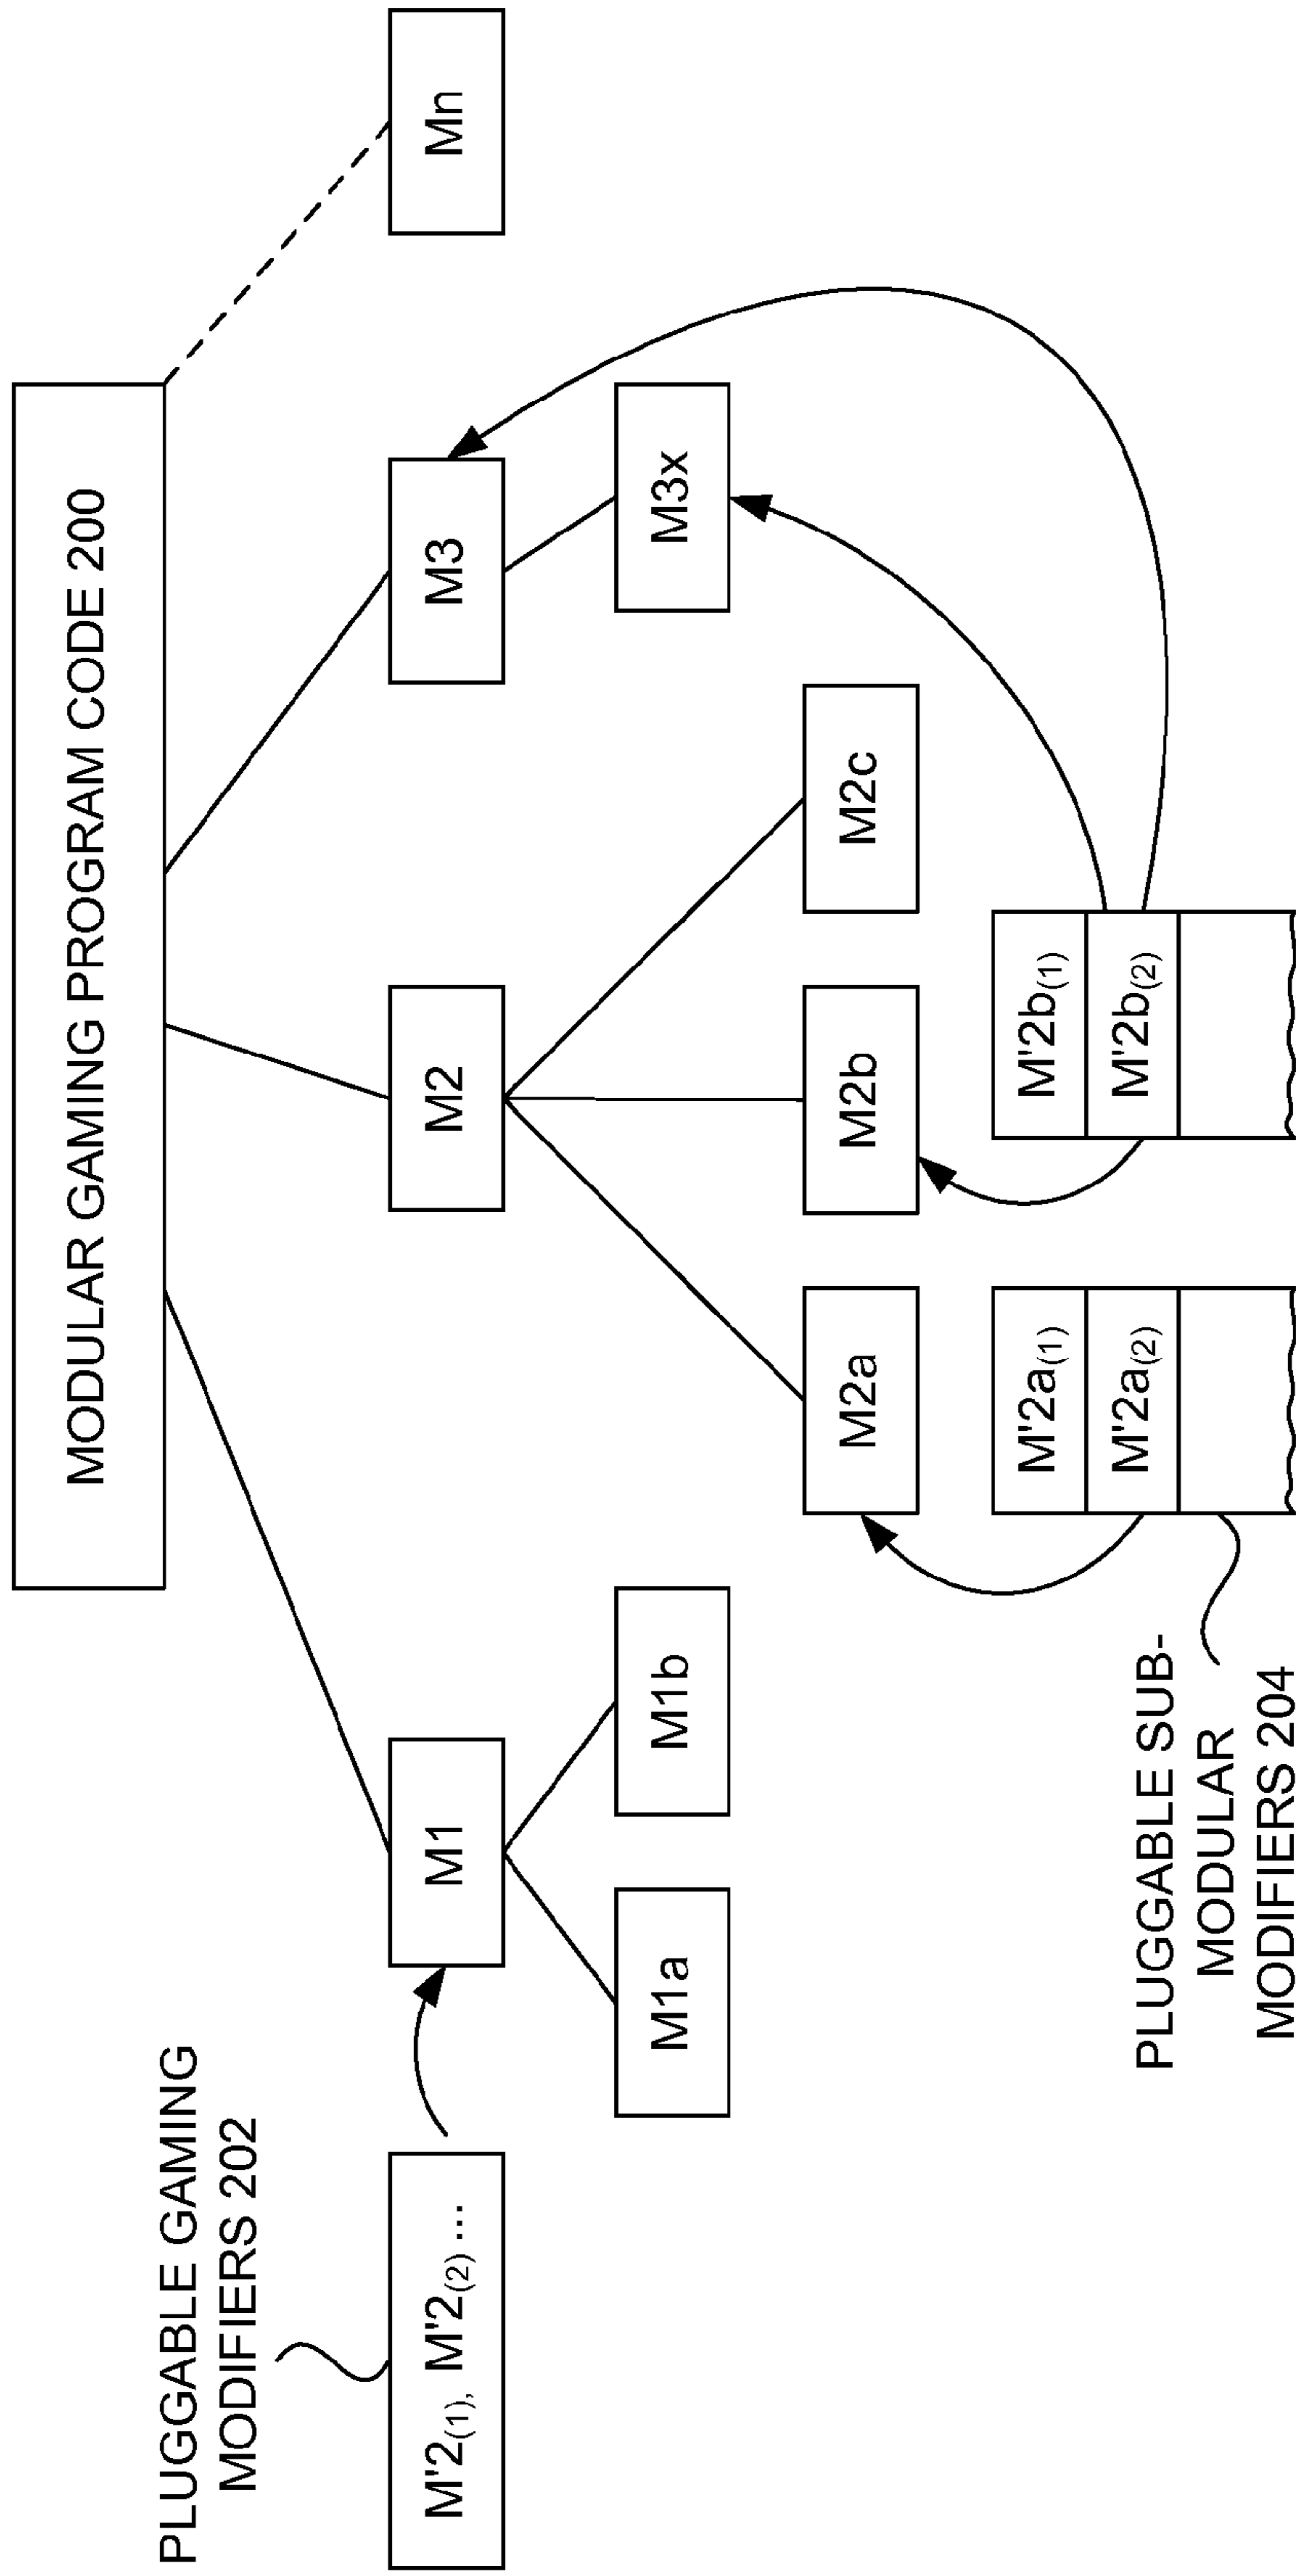 MODULAR GAMING PROGRAM CODE 200
PLUGGABLE GAMING
MODIFIERS 202
M'2(1), M'2(2) ...
M1
M2
M3
Mn
M1a
M1b
M3x
M2a
M2b
M2c
M'2a(1)
M'2b(1)
M'2a(2)
M'2b(2)
PLUGGABLE SUB-
MODULAR
MODIFIERS 204